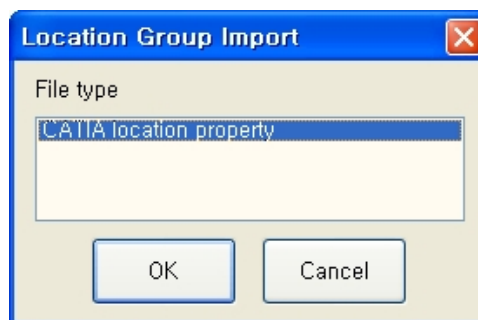 Location Group Import
File type
CATIA location property
OK
Cancel